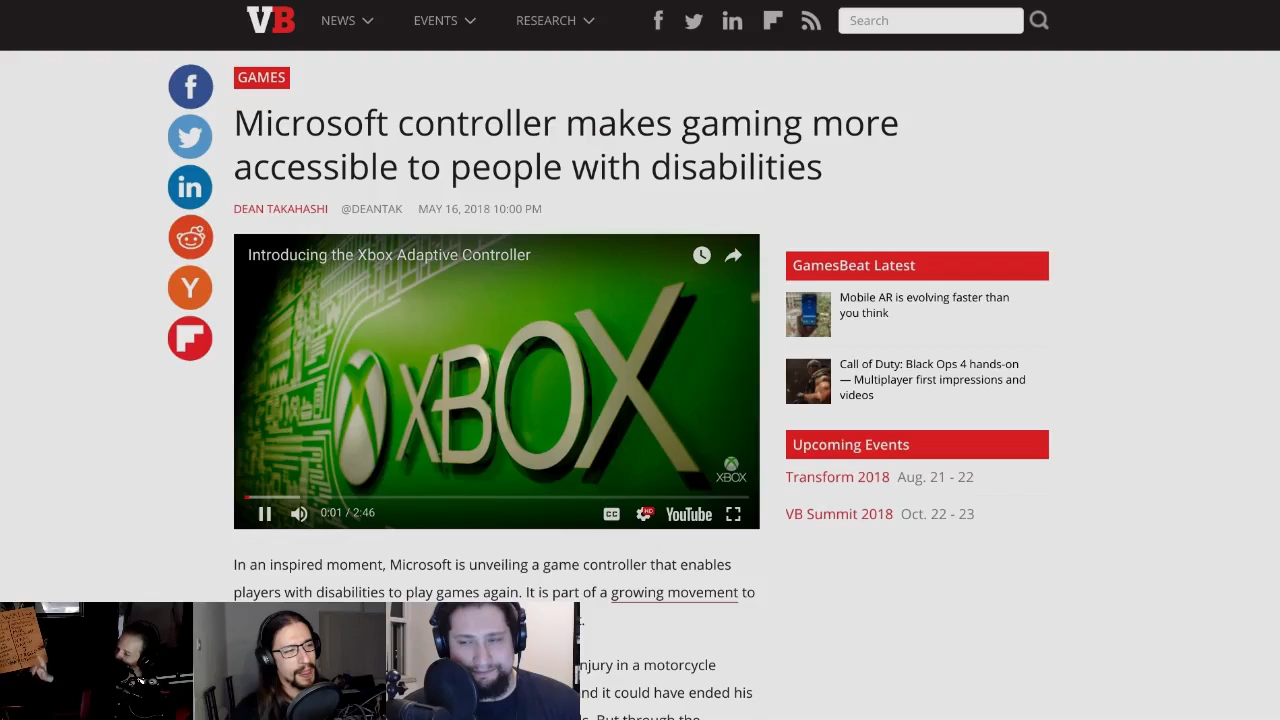 VB
NEWS
EVENTS
RESEARCH
Search
GAMES
Microsoft controller makes gaming more
accessible to people with disabilities
DEAN TAKAHASHI @DEANTAK MAY 16, 2018 10:00 PM
Introducing the Xbox Adaptive Controller
XBOX
XBOX
0:01 / 2:46
CC
HD
YouTube
GamesBeat Latest
Mobile AR is evolving faster than
you think
Call of Duty: Black Ops 4 hands-on
— Multiplayer first impressions and
videos
Upcoming Events
Transform 2018 Aug. 21 - 22
VB Summit 2018 Oct. 22 - 23
In an inspired moment, Microsoft is unveiling a game controller that enables
players with disabilities to play games again. It is part of a growing movement to
njury in a motorcycle
nd it could have ended his
But through the